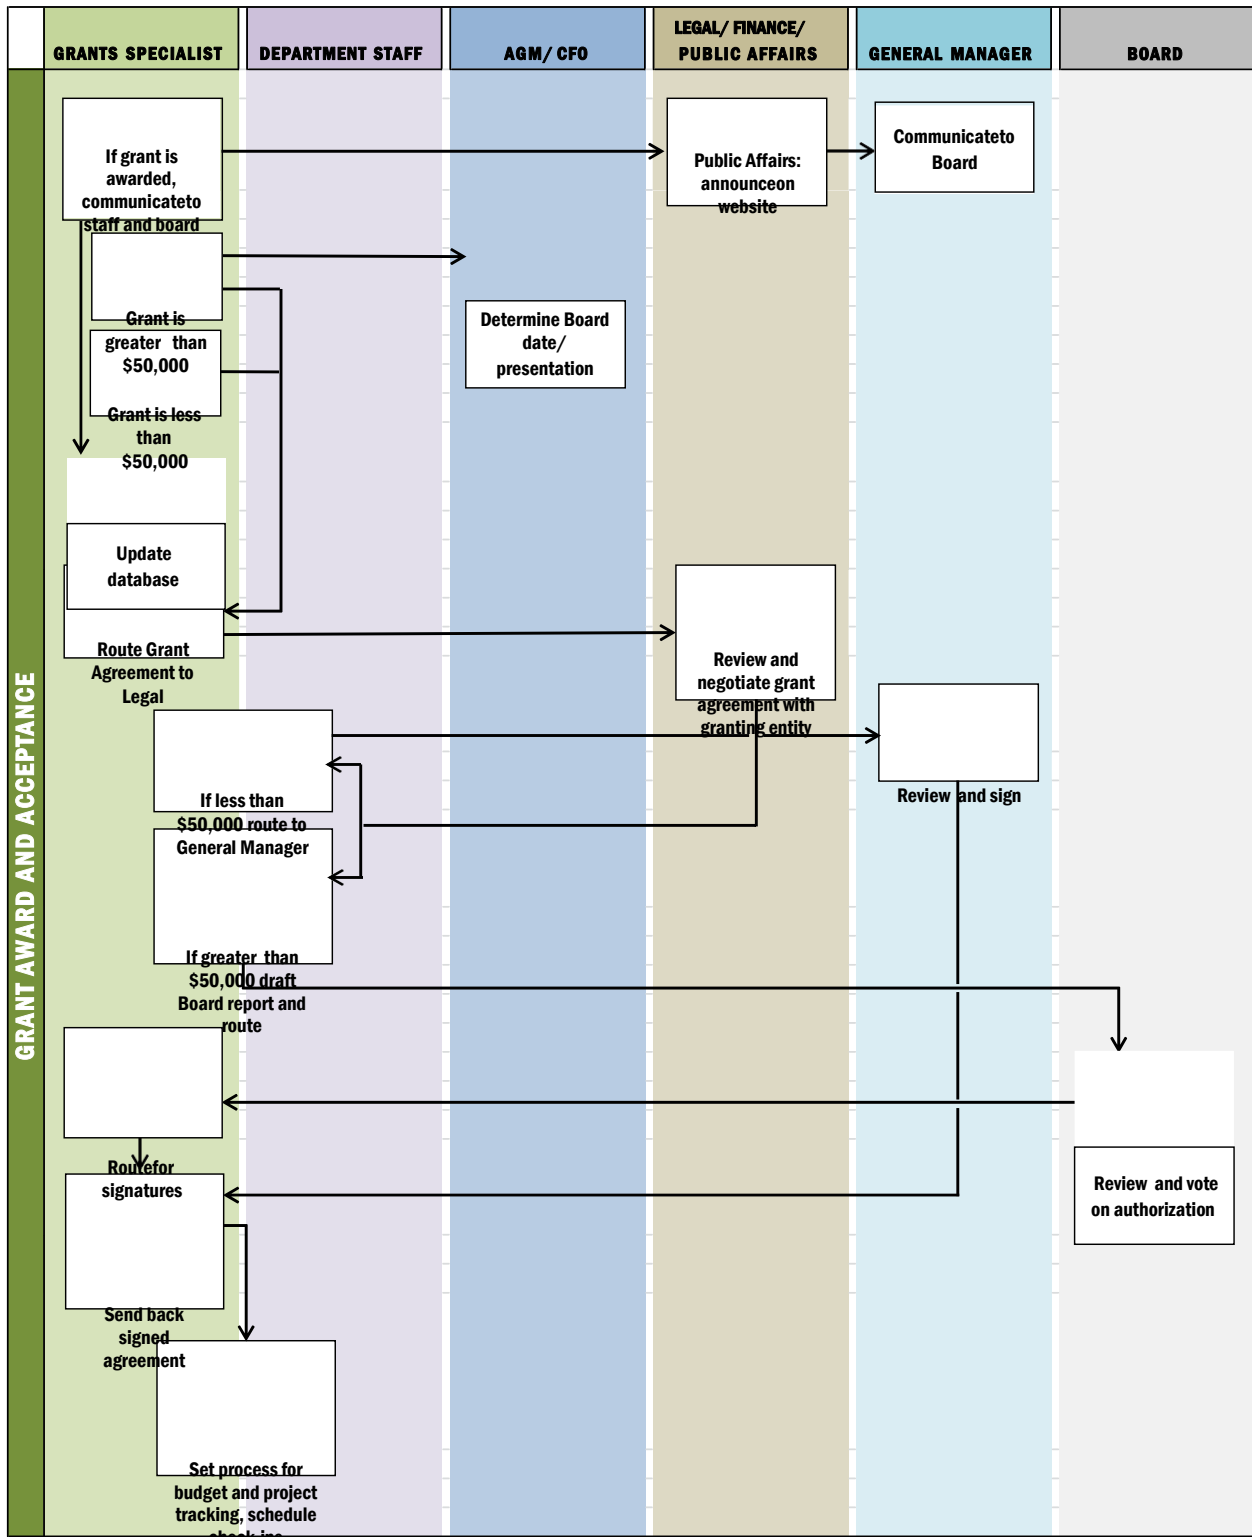 GRANTS SPECIALIST
DEPARTMENT STAFF
AGM/ CFO
LEGAL/ FINANCE/
PUBLIC AFFAIRS
GENERAL MANAGER
BOARD
GRANT AWARD AND ACCEPTANCE
If grant is
awarded,
communicateto
staff and board
Public Affairs:
announceon
website
Communicateto
Board
Grant is
greater than
$50,000
Determine Board
date/
presentation
Grant is less
than
$50,000
Update
database
Route Grant
Agreement to
Legal
Review and
negotiate grant
agreement with
granting entity
If less than
$50,000 route to
General Manager
Review and sign
If greater than
$50,000 draft
Board report and
route
Routefor
signatures
Review and vote
on authorization
Send back
signed
agreement
Set process for
budget and project
tracking, schedule
check-ins